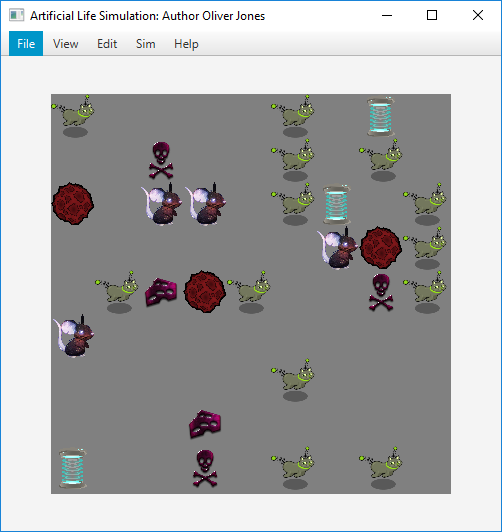 Artificial Life Simulation: Author Oliver Jones
File View Edit Sim Help